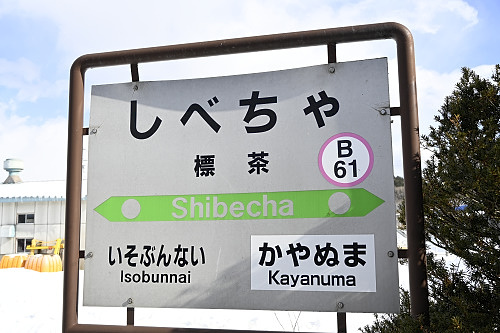 しべちゃ
標茶
B
61
Shibecha
いそぶんない
Isobunnai
かやぬま
Kayanuma